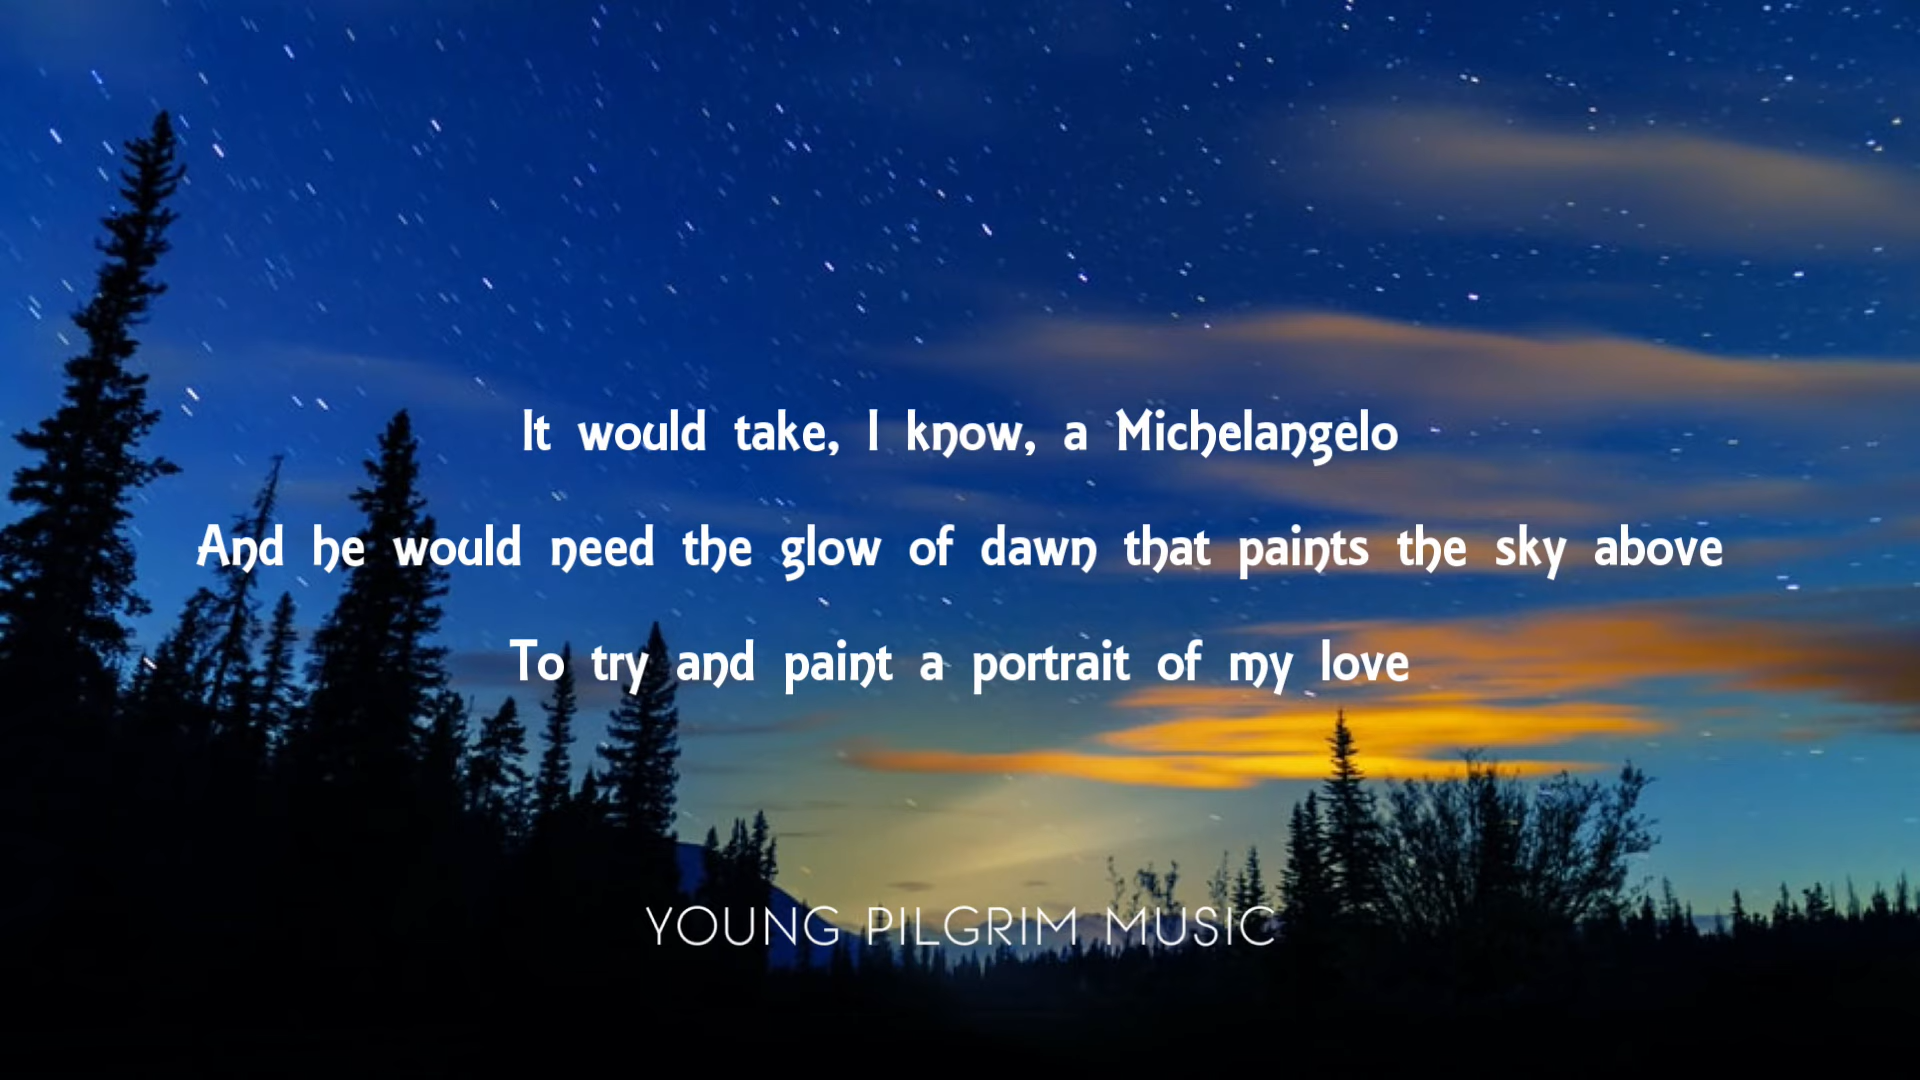 It would take, I know, a Michelangelo
And he would need the glow of dawn that paints the sky above
To try and paint a portrait of my love
YOUNG PILGRIM MUSIC